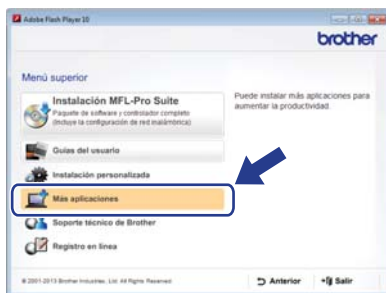 Adobe Flash Player 10
brother
Menú superior
Instalación MFL-Pro Suite
Paquete de software y controlador completo
(incluye la configuración de red inalámbrica)
Puede instalar más aplicaciones para
aumentar la productividad.
Guías del usuario
Instalación personalizada
Más aplicaciones
Soporte técnico de Brother
Registro en línea
© 2001-2013 Brother Industries, Ltd. All Rights Reserved.
Anterior
Salir